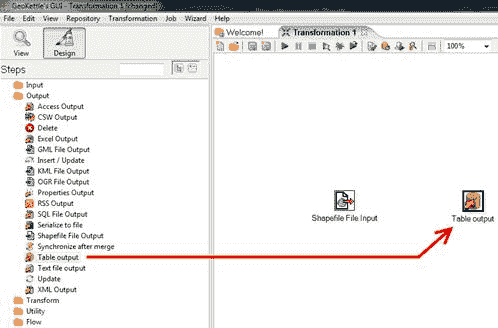 GeoKettle's GUI - Transformation 1 (changed)
File Edit View Repository Transformation Job Wizard Help
View
Design
Steps
Input
Output
Access Output
CSW Output
Delete
Excel Output
GML File Output
Insert / Update
KML File Output
OGR File Output
Properties Output
RSS Output
SQL File Output
Serialize to file
Shapefile File Output
Synchronize after merge
Table output
Text file output
Update
XML Output
Transform
Utility
Flow
Welcome! Transformation 1
100%
Shapefile File Input
Table output